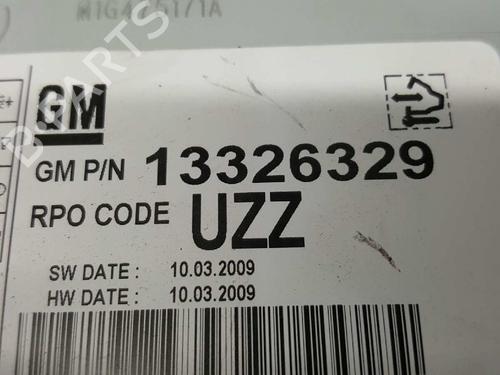 GM
GM P/N 13326329
RPO CODE UZZ
SW DATE : 10.03.2009
HW DATE : 10.03.2009